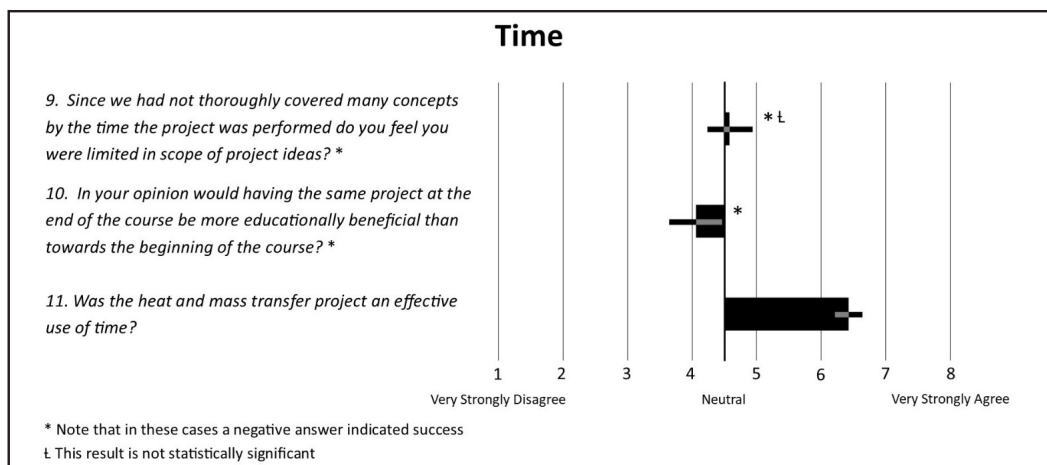 Time
9. Since we had not thoroughly covered many concepts
by the time the project was performed do you feel you
were limited in scope of project ideas? *
* Ł
10. In your opinion would having the same project at the
end of the course be more educationally beneficial than
towards the beginning of the course? *
*
11. Was the heat and mass transfer project an effective
use of time?
1 2 3 4 5 6 7 8
Very Strongly Disagree Neutral Very Strongly Agree
* Note that in these cases a negative answer indicated success
Ł This result is not statistically significant